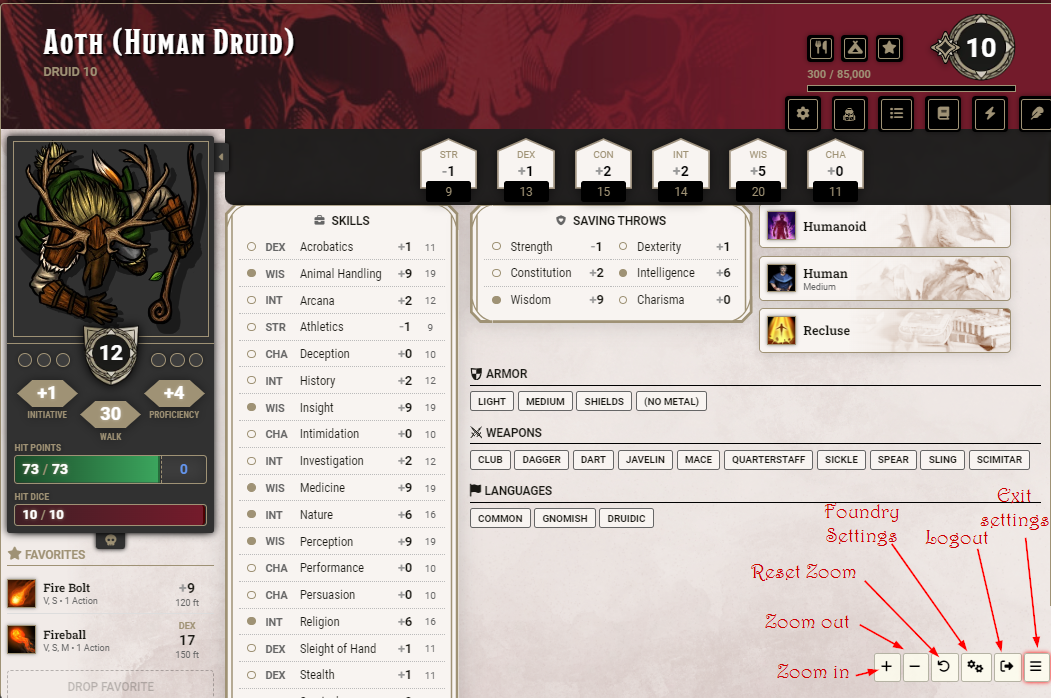 Aoth (Human Druid)
DRUID 10
10
300 / 85,000
STR
-1
9
DEX
+1
13
CON
+2
15
INT
+2
14
WIS
+5
20
CHA
+0
11
12
+1
INITIATIVE
30
WALK
+4
PROFICIENCY
HIT POINTS
73 / 73
0
HIT DICE
10 / 10
FAVORITES
Fire Bolt
V, S • 1 Action
+9
120 ft
Fireball
V, S, M • 1 Action
DEX
17
150 ft
DROP FAVORITE
SKILLS
DEX Acrobatics +1 11
WIS Animal Handling +9 19
INT Arcana +2 12
STR Athletics -1 9
CHA Deception +0 10
INT History +2 12
WIS Insight +9 19
CHA Intimidation +0 10
INT Investigation +2 12
WIS Medicine +9 19
INT Nature +6 16
WIS Perception +9 19
CHA Performance +0 10
CHA Persuasion +0 10
INT Religion +6 16
DEX Sleight of Hand +1 11
DEX Stealth +1 11
SAVING THROWS
Strength -1 Dexterity +1
Constitution +2 Intelligence +6
Wisdom +9 Charisma +0
Humanoid
Human
Medium
Recluse
ARMOR
LIGHT MEDIUM SHIELDS (NO METAL)
WEAPONS
CLUB DAGGER DART JAVELIN MACE QUARTERSTAFF SICKLE SPEAR SLING SCIMITAR
LANGUAGES
COMMON GNOMISH DRUIDIC
Exit
settings
Foundry
Settings
Logout
Reset Zoom
Zoom out
Zoom in